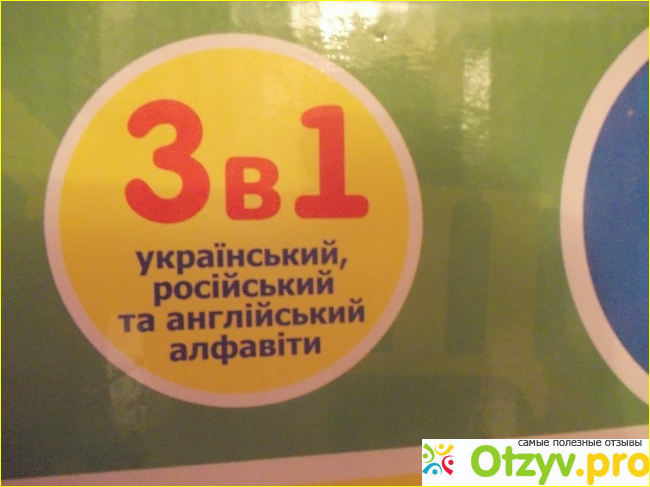 3в1
український,
російський
та англійський
алфавіти
самые полезные отзывы
Otzyv.pro